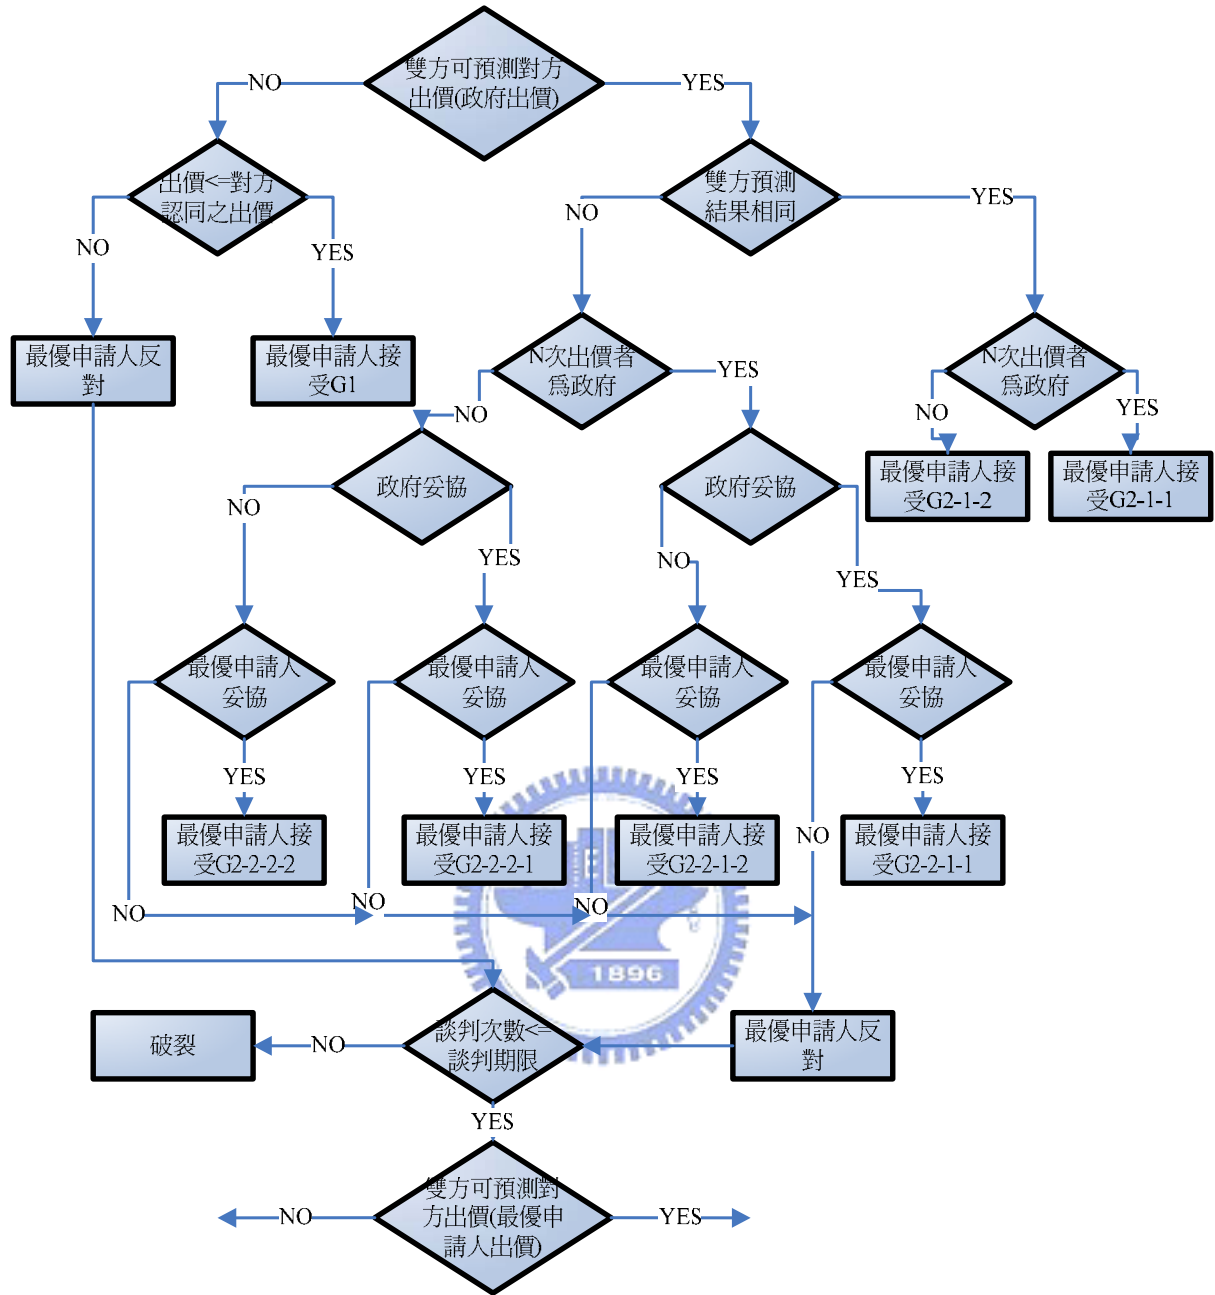 雙方可預測對方
出價(政府出價)
NO
YES
出價<=對方
認同之出價
雙方預測
結果相同
NO
YES
NO
YES
最優申請人反
對
最優申請人接
受G1
N次出價者
為政府
N次出價者
為政府
NO
YES
NO
YES
政府妥協
政府妥協
最優申請人接
受G2-1-2
最優申請人接
受G2-1-1
NO
YES
NO
YES
最優申請人
妥協
最優申請人
妥協
最優申請人
妥協
最優申請人
妥協
YES
YES
YES
YES
最優申請人接
受G2-2-2-2
最優申請人接
受G2-2-2-1
最優申請人接
受G2-2-1-2
NO
最優申請人接
受G2-2-1-1
NO
NO
NO
1896
破裂
NO
談判次數<=
談判期限
最優申請人反
對
YES
雙方可預測對
方出價(最優申
請人出價)
NO
YES